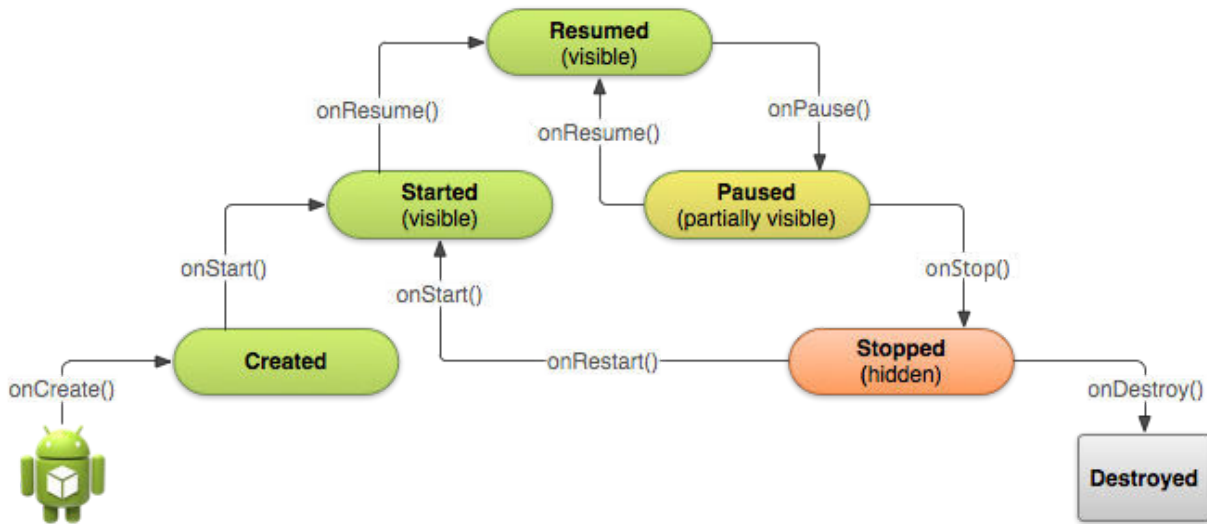 Resumed
(visible)
onResume()
onResume()
onPause()
Started
(visible)
Paused
(partially visible)
onStart()
onStart()
onStop()
Created
onRestart()
Stopped
(hidden)
onCreate()
onDestroy()
Destroyed